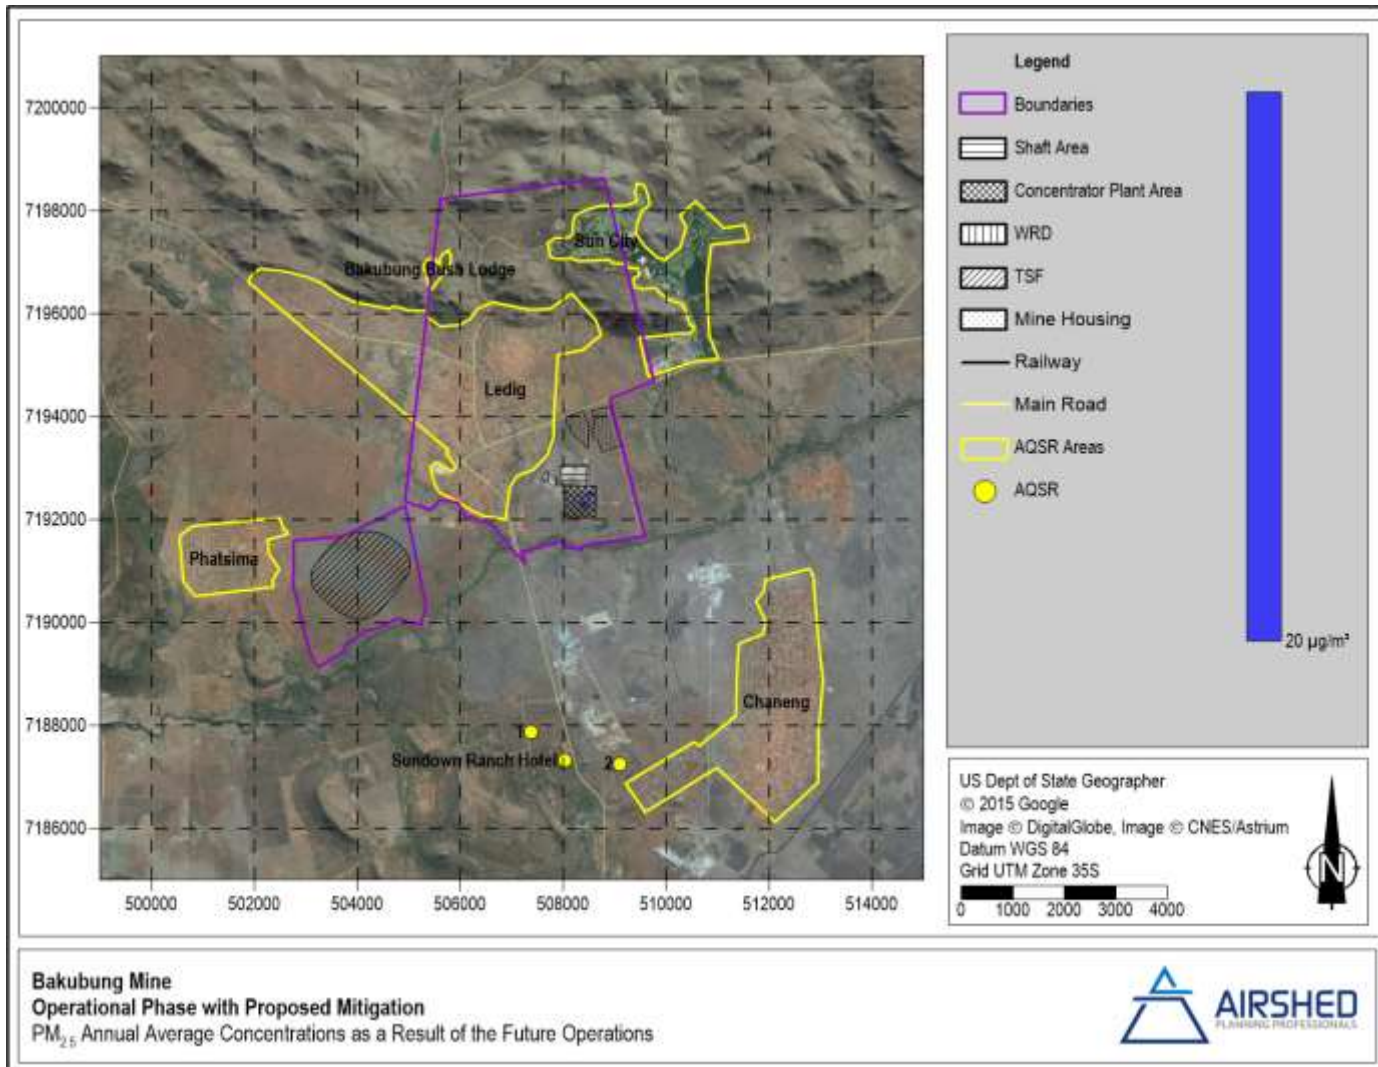 Legend
Boundaries
Shaft Area
Concentrator Plant Area
WRD
TSF
Mine Housing
Railway
Main Road
AQSR Areas
AQSR
20 µg/m³
7200000
7198000
7196000
7194000
7192000
7190000
7188000
7186000
500000 502000 504000 506000 508000 510000 512000 514000
Sun City
Bakubung Bush Lodge
Ledig
Phatsima
Chaneng
1
Sundown Ranch Hotel
2
US Dept of State Geographer
© 2015 Google
Image © DigitalGlobe, Image © CNES/Astrium
Datum WGS 84
Grid UTM Zone 35S
0 1000 2000 3000 4000
N
Bakubung Mine
Operational Phase with Proposed Mitigation
PM2.5 Annual Average Concentrations as a Result of the Future Operations
AIRSHED
PLANNING PROFESSIONALS